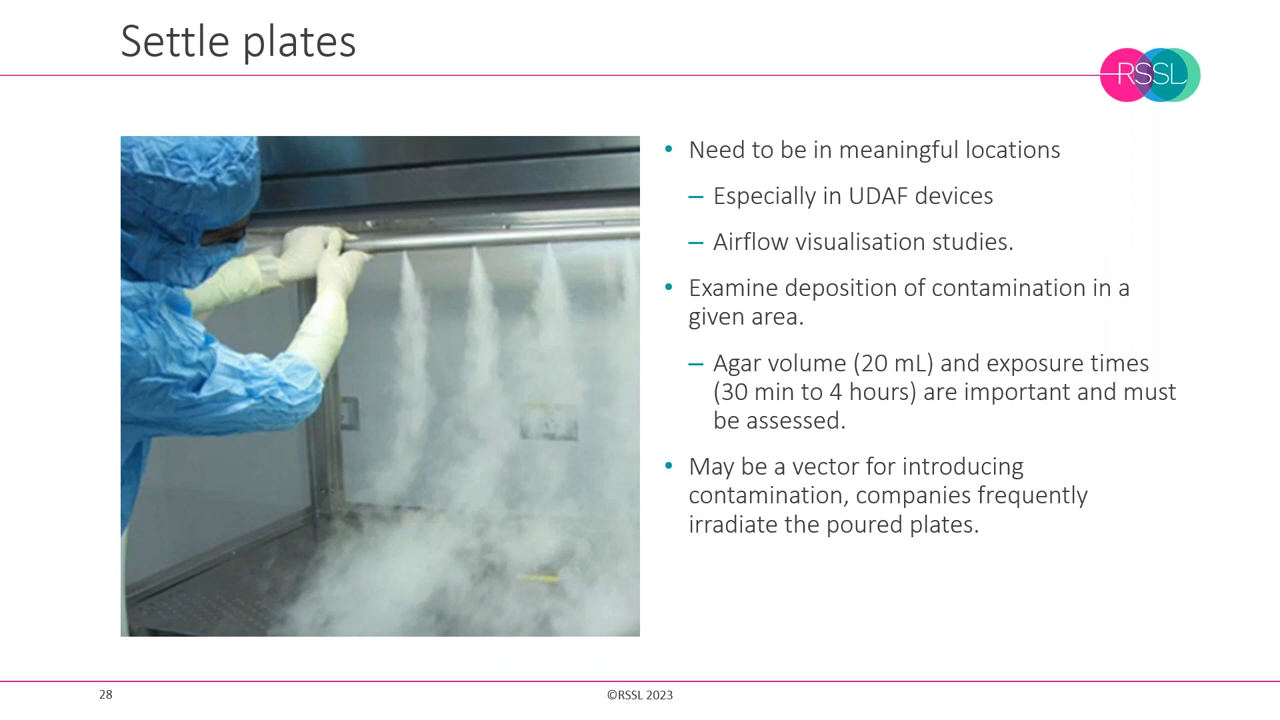 Settle plates
RSSL
• Need to be in meaningful locations
– Especially in UDAF devices
– Airflow visualisation studies.
• Examine deposition of contamination in a
given area.
– Agar volume (20 mL) and exposure times
(30 min to 4 hours) are important and must
be assessed.
• May be a vector for introducing
contamination, companies frequently
irradiate the poured plates.
28
©RSSL 2023